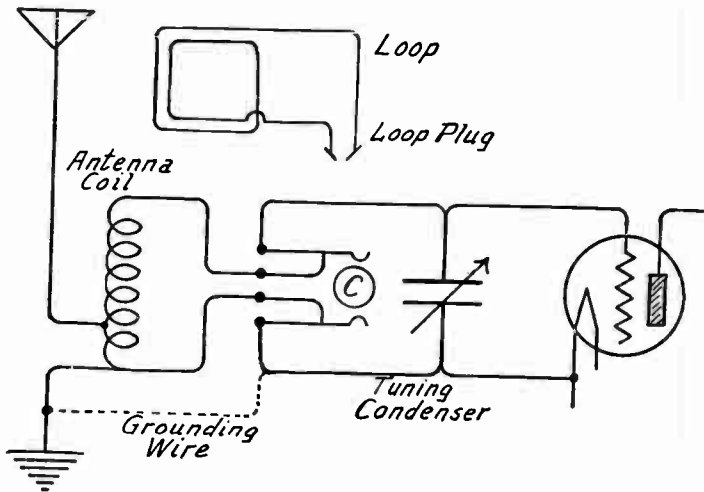 Loop
Loop Plug
Antenna
Coil
C
Tuning
Condenser
Grounding
Wire